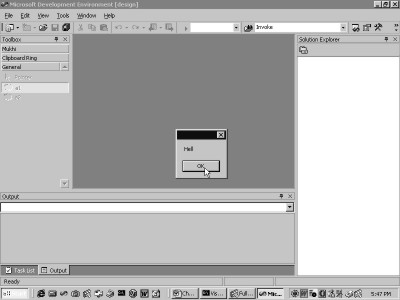 Microsoft Development Environment [design]
File Edit View Tools Window Help
Invoke
Toolbox
Mukhi
Clipboard Ring
General
Pointer
Solution Explorer
Hell
OK
Output
Task List Output
Ready
Ch... Vis... Full... Mic... 5:47 PM